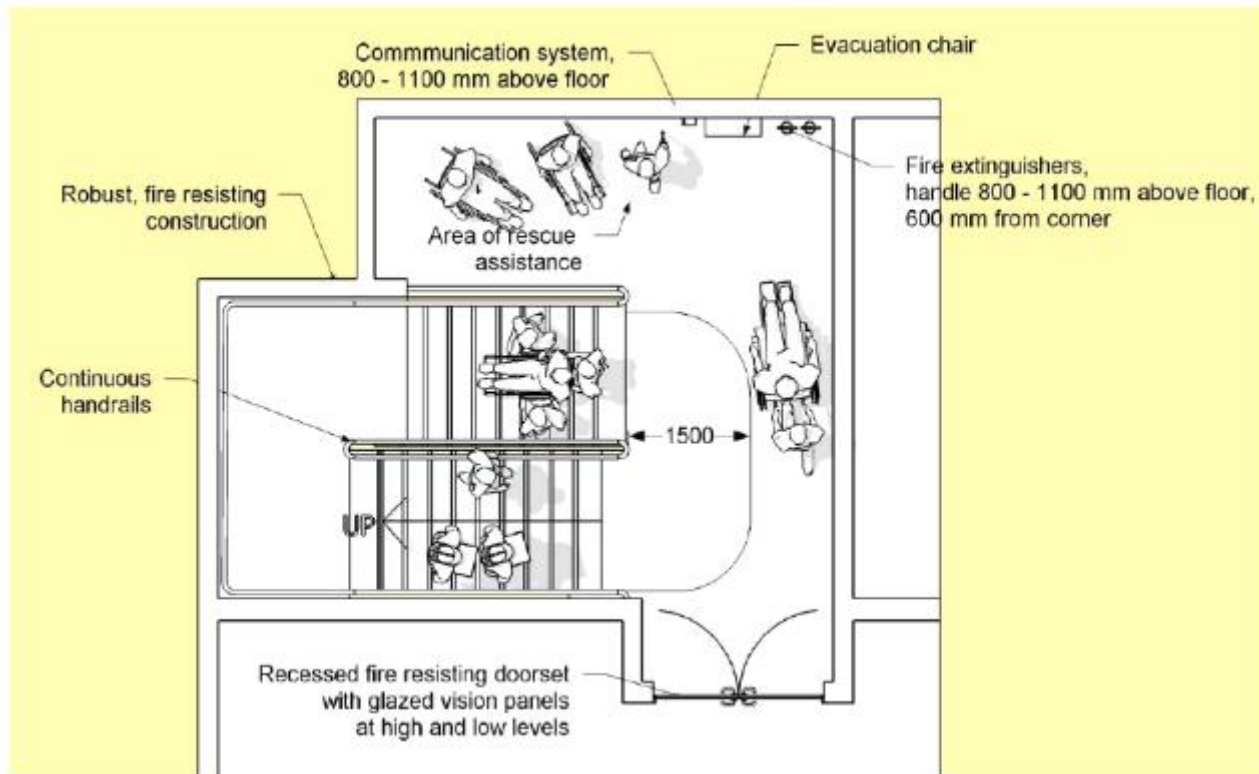 Commmunication system,
800 - 1100 mm above floor
Evacuation chair
Fire extinguishers,
handle 800 - 1100 mm above floor,
600 mm from corner
Robust, fire resisting
construction
Area of rescue
assistance
Continuous
handrails
1500
UP
Recessed fire resisting doorset
with glazed vision panels
at high and low levels